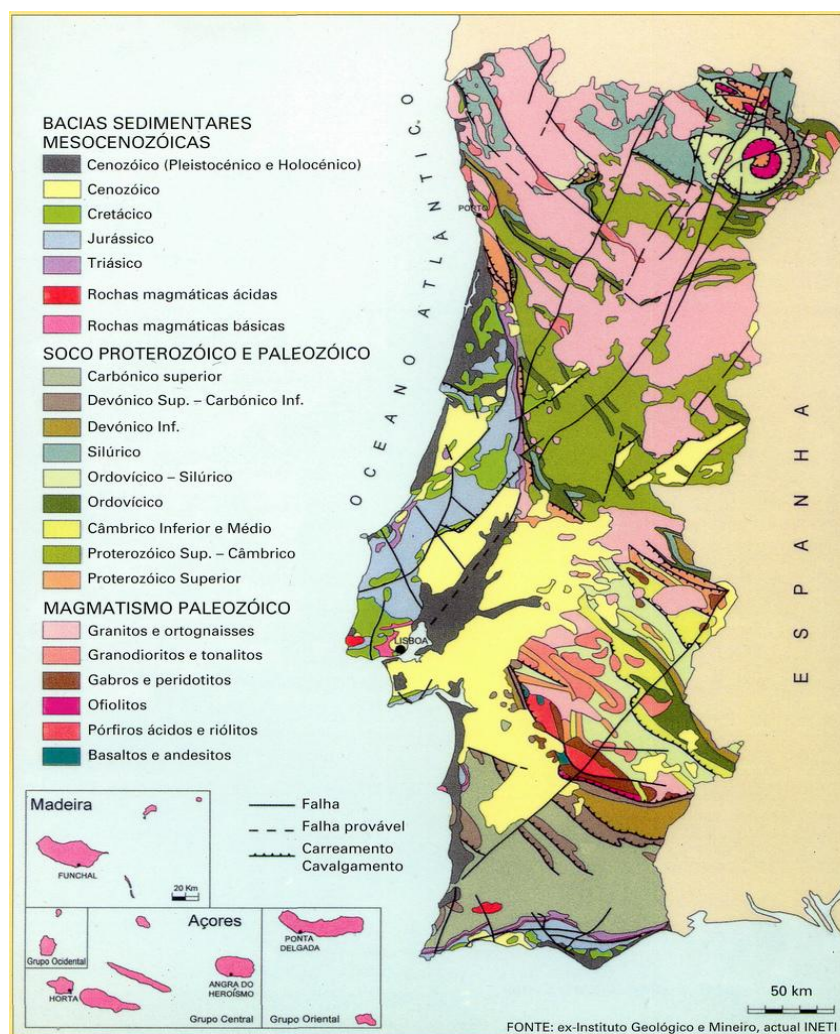 BACIAS SEDIMENTARES
MESOCENOZÓICAS
Cenozóico (Pleistocénico e Holocénico)
Cenozóico
Cretácico
Jurássico
Triásico
Rochas magmáticas ácidas
Rochas magmáticas básicas
SOCO PROTEROZÓICO E PALEOZÓICO
Carbónico superior
Devónico Sup. – Carbónico Inf.
Devónico Inf.
Silúrico
Ordovícico – Silúrico
Ordovícico
Câmbrico Inferior e Médio
Proterozóico Sup. – Câmbrico
Proterozóico Superior
MAGMATISMO PALEOZÓICO
Granitos e ortognaisses
Granodioritos e tonalitos
Gabros e peridotitos
Ofiolitos
Pórfiros ácidos e riólitos
Basaltos e andesitos
Falha
Falha provável
Carreamento
Cavalgamento
OCEANO ATLÂNTICO
PORTO
LISBOA
ESPANHA
Madeira
FUNCHAL
20 Km
Açores
Grupo Ocidental
HORTA
ANGRA DO
HEROÍSMO
Grupo Central
PONTA
DELGADA
Grupo Oriental
50 km
FONTE: ex-Instituto Geológico e Mineiro, actual INETI